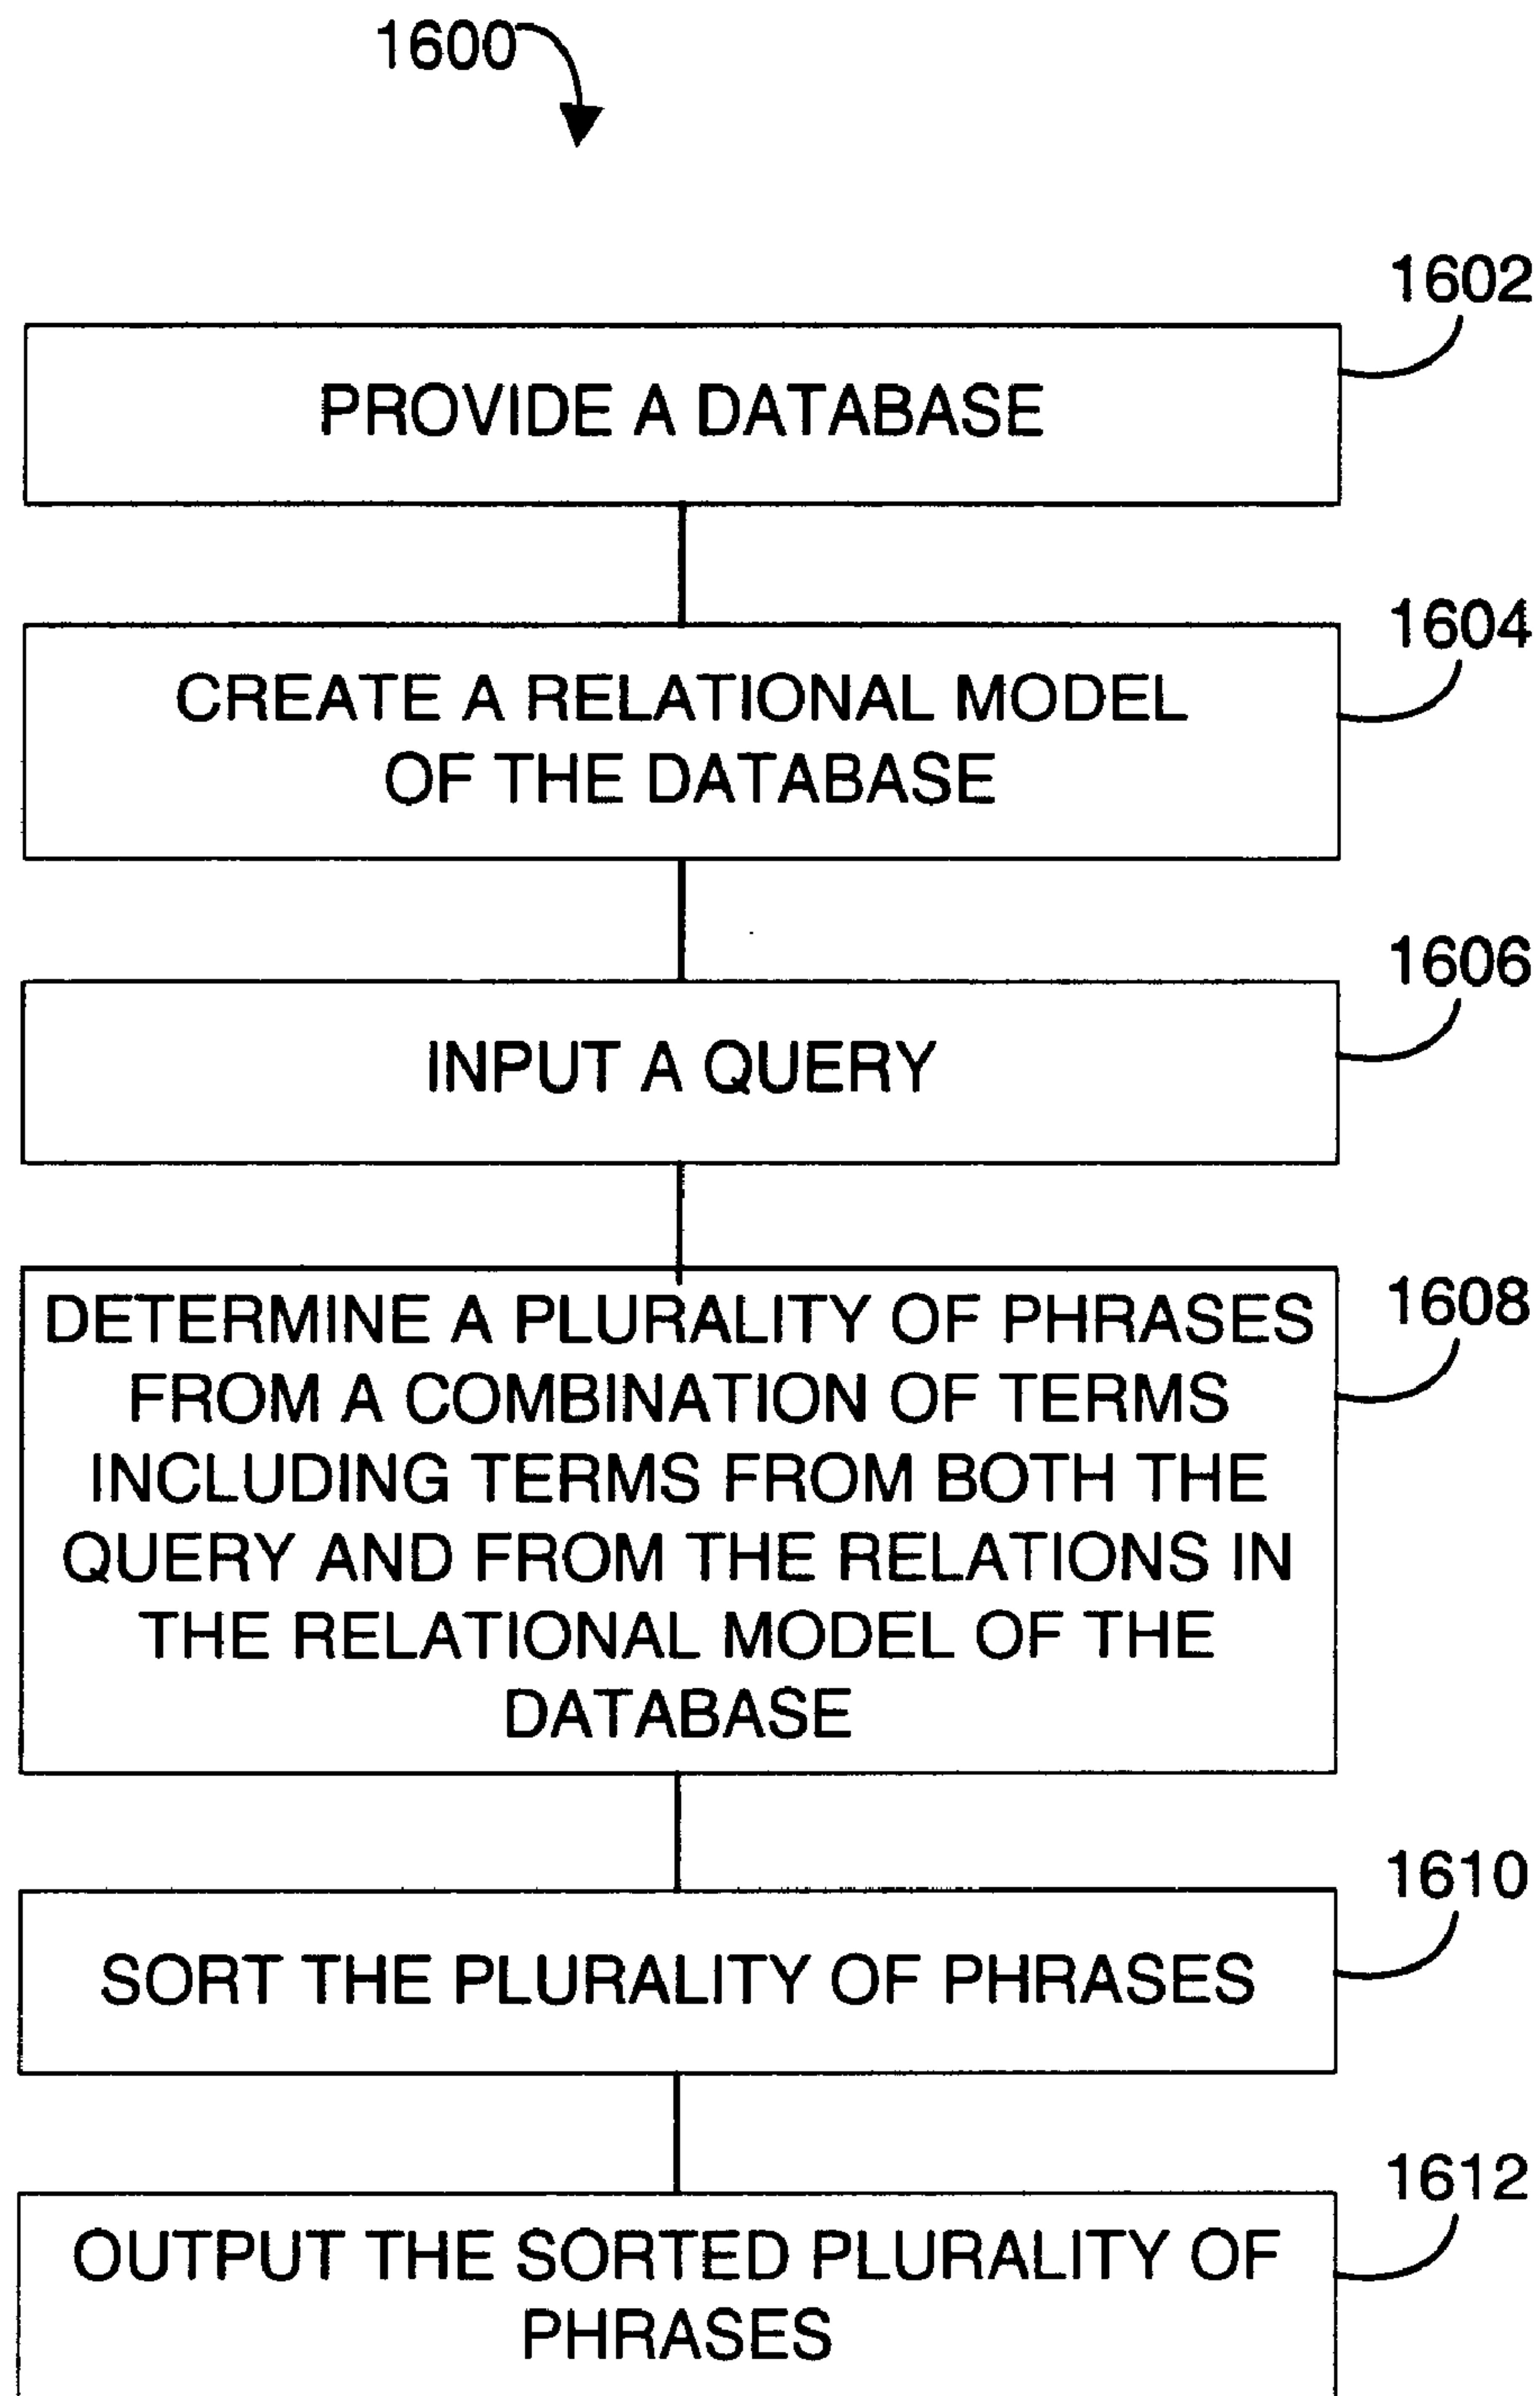 1600
1602
PROVIDE A DATABASE
1604
CREATE A RELATIONAL MODEL
OF THE DATABASE
1606
INPUT A QUERY
1608
DETERMINE A PLURALITY OF PHRASES
FROM A COMBINATION OF TERMS
INCLUDING TERMS FROM BOTH THE
QUERY AND FROM THE RELATIONS IN
THE RELATIONAL MODEL OF THE
DATABASE
1610
SORT THE PLURALITY OF PHRASES
1612
OUTPUT THE SORTED PLURALITY OF
PHRASES